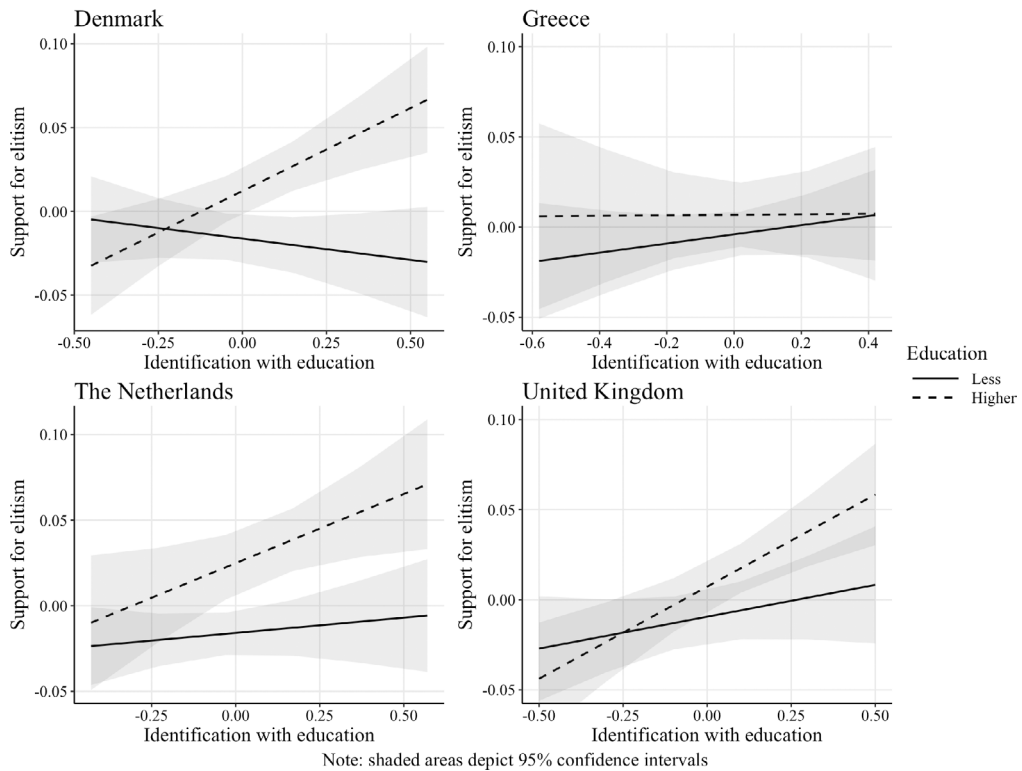 Denmark
Support for elitism
0.10
0.05
0.00
-0.05
-0.50
-0.25
0.00
0.25
0.50
Identification with education
Greece
Support for elitism
0.10
0.05
0.00
-0.05
-0.6
-0.4
-0.2
0.0
0.2
0.4
Identification with education
Education
Less
Higher
The Netherlands
Support for elitism
0.10
0.05
0.00
-0.05
-0.25
0.00
0.25
0.50
Identification with education
United Kingdom
Support for elitism
0.10
0.05
0.00
-0.05
-0.50
-0.25
0.00
0.25
0.50
Identification with education
Note: shaded areas depict 95% confidence intervals